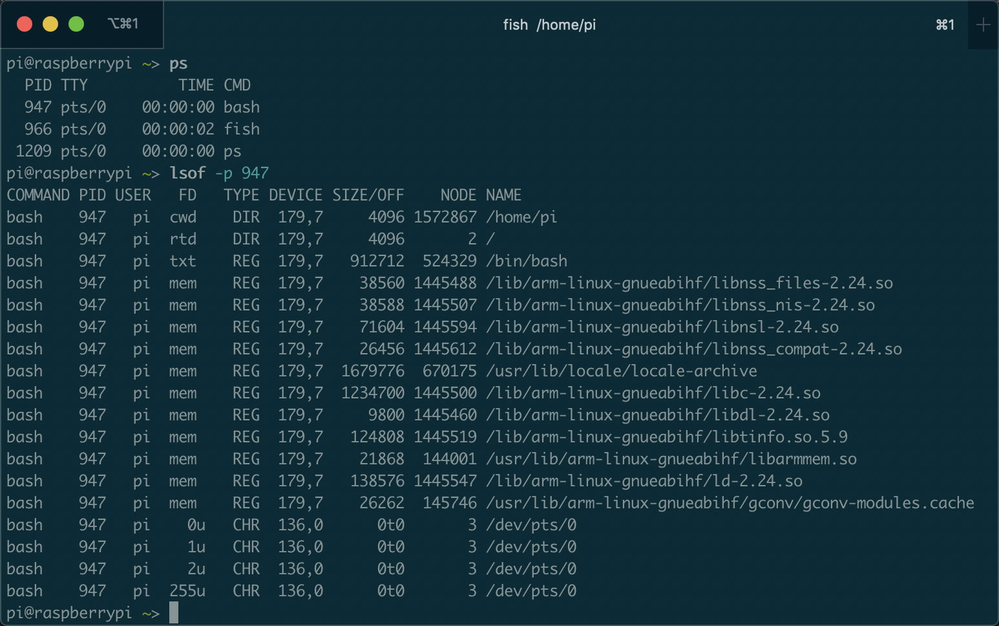 ⌥⌘1 fish /home/pi ⌘1 +
pi@raspberrypi ~> ps
  PID TTY          TIME CMD
  947 pts/0    00:00:00 bash
  966 pts/0    00:00:02 fish
 1209 pts/0    00:00:00 ps
pi@raspberrypi ~> lsof -p 947
COMMAND PID USER   FD   TYPE DEVICE SIZE/OFF    NODE NAME
bash    947   pi  cwd    DIR  179,7     4096 1572867 /home/pi
bash    947   pi  rtd    DIR  179,7     4096       2 /
bash    947   pi  txt    REG  179,7   912712  524329 /bin/bash
bash    947   pi  mem    REG  179,7    38560 1445488 /lib/arm-linux-gnueabihf/libnss_files-2.24.so
bash    947   pi  mem    REG  179,7    38588 1445507 /lib/arm-linux-gnueabihf/libnss_nis-2.24.so
bash    947   pi  mem    REG  179,7    71604 1445594 /lib/arm-linux-gnueabihf/libnsl-2.24.so
bash    947   pi  mem    REG  179,7    26456 1445612 /lib/arm-linux-gnueabihf/libnss_compat-2.24.so
bash    947   pi  mem    REG  179,7  1679776  670175 /usr/lib/locale/locale-archive
bash    947   pi  mem    REG  179,7  1234700 1445500 /lib/arm-linux-gnueabihf/libc-2.24.so
bash    947   pi  mem    REG  179,7     9800 1445460 /lib/arm-linux-gnueabihf/libdl-2.24.so
bash    947   pi  mem    REG  179,7   124808 1445519 /lib/arm-linux-gnueabihf/libtinfo.so.5.9
bash    947   pi  mem    REG  179,7    21868  144001 /usr/lib/arm-linux-gnueabihf/libarmmem.so
bash    947   pi  mem    REG  179,7   138576 1445547 /lib/arm-linux-gnueabihf/ld-2.24.so
bash    947   pi  mem    REG  179,7    26262  145746 /usr/lib/arm-linux-gnueabihf/gconv/gconv-modules.cache
bash    947   pi    0u   CHR  136,0      0t0       3 /dev/pts/0
bash    947   pi    1u   CHR  136,0      0t0       3 /dev/pts/0
bash    947   pi    2u   CHR  136,0      0t0       3 /dev/pts/0
bash    947   pi  255u   CHR  136,0      0t0       3 /dev/pts/0
pi@raspberrypi ~>